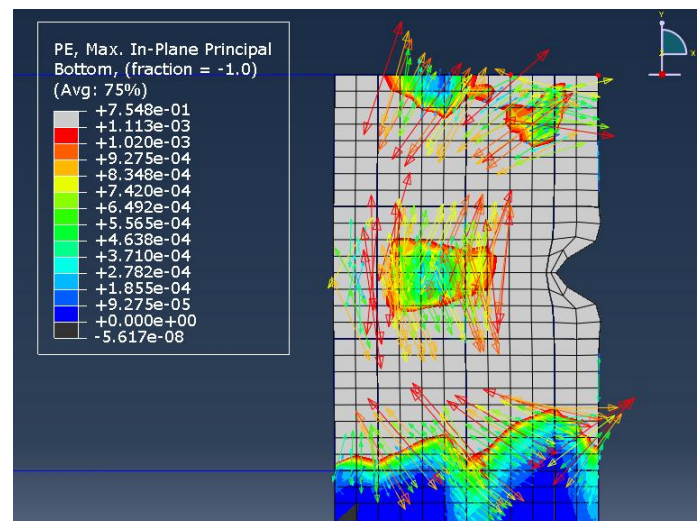 PE, Max. In-Plane Principal
Bottom, (fraction = -1.0)
(Avg: 75%)
+7.548e-01
+1.113e-03
+1.020e-03
+9.275e-04
+8.348e-04
+7.420e-04
+6.492e-04
+5.565e-04
+4.638e-04
+3.710e-04
+2.782e-04
+1.855e-04
+9.275e-05
+0.000e+00
-5.617e-08
Y